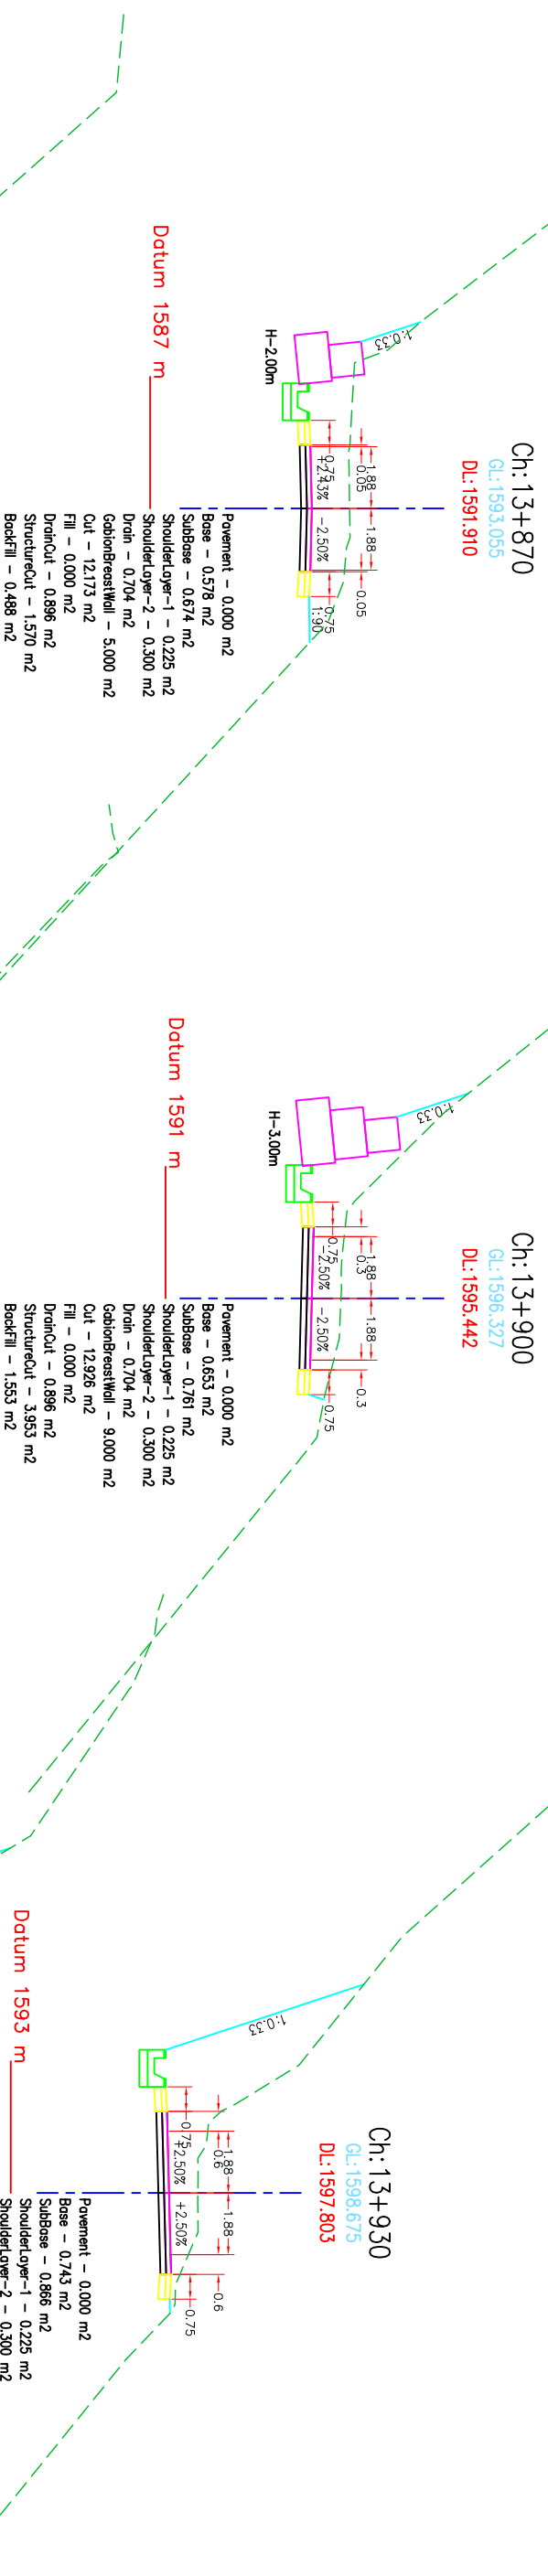 Ch:13+870
GL:1593.055
DL:1591.910
1:0.33
1.88
1.88
0.05
0.05
0.75
0.75
+2.43%
-2.50%
1:90
H-2.00m
Datum 1587 m
Pavement - 0.000 m2
Base - 0.578 m2
SubBase - 0.674 m2
ShoulderLayer-1 - 0.225 m2
ShoulderLayer-2 - 0.300 m2
Drain - 0.704 m2
GabionBreastWall - 5.000 m2
Cut - 12.173 m2
Fill - 0.000 m2
DrainCut - 0.896 m2
StructureCut - 1.570 m2
BackFill - 0.488 m2
Ch:13+900
GL:1596.327
DL:1595.442
1:0.33
1.88
1.88
0.3
0.3
0.75
0.75
-2.50%
-2.50%
H-3.00m
Datum 1591 m
Pavement - 0.000 m2
Base - 0.653 m2
SubBase - 0.761 m2
ShoulderLayer-1 - 0.225 m2
ShoulderLayer-2 - 0.300 m2
Drain - 0.704 m2
GabionBreastWall - 9.000 m2
Cut - 12.926 m2
Fill - 0.000 m2
DrainCut - 0.896 m2
StructureCut - 3.953 m2
BackFill - 1.553 m2
Ch:13+930
GL:1598.675
DL:1597.803
1:0.33
1.88
1.88
0.6
0.6
0.75
0.75
+2.50%
+2.50%
Datum 1593 m
Pavement - 0.000 m2
Base - 0.743 m2
SubBase - 0.866 m2
ShoulderLayer-1 - 0.225 m2
ShoulderLayer-2 - 0.300 m2